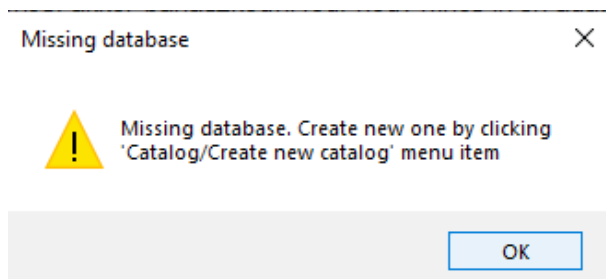 Missing database
Missing database. Create new one by clicking
'Catalog/Create new catalog' menu item
OK